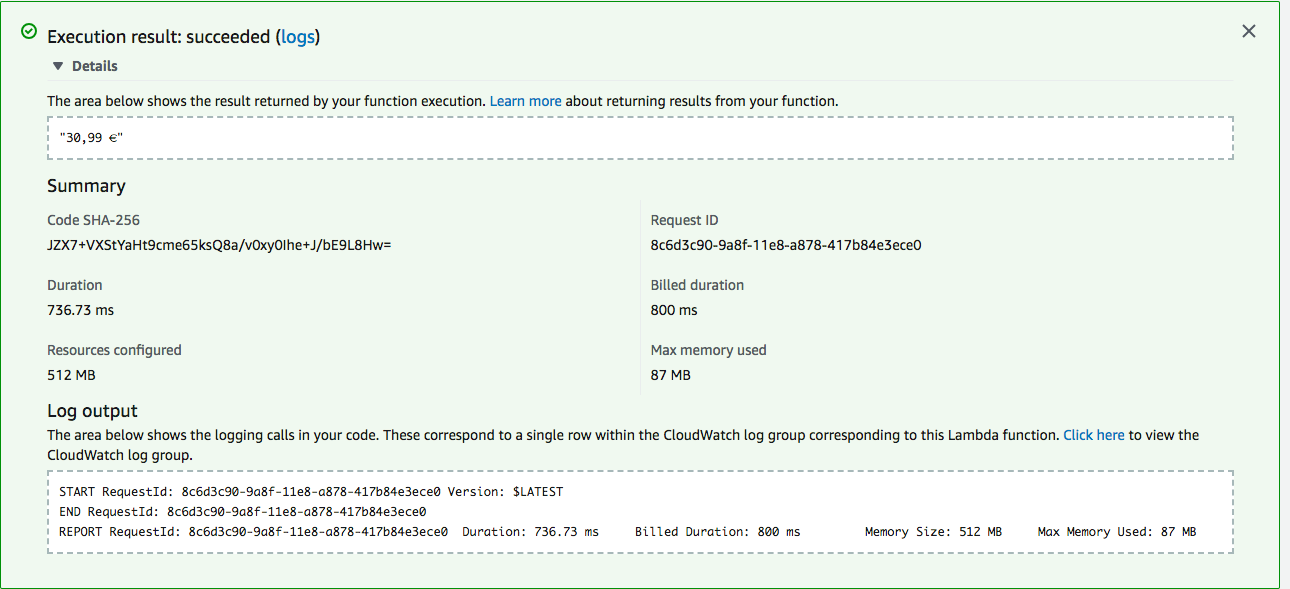 Execution result: succeeded (logs)
Details
The area below shows the result returned by your function execution. Learn more about returning results from your function.
"30,99 €"
Summary
Code SHA-256
JZX7+VXStYaHt9cme65ksQ8a/v0xy0Ihe+J/bE9L8Hw=
Request ID
8c6d3c90-9a8f-11e8-a878-417b84e3ece0
Duration
736.73 ms
Billed duration
800 ms
Resources configured
512 MB
Max memory used
87 MB
Log output
The area below shows the logging calls in your code. These correspond to a single row within the CloudWatch log group corresponding to this Lambda function. Click here to view the
CloudWatch log group.
START RequestId: 8c6d3c90-9a8f-11e8-a878-417b84e3ece0 Version: $LATEST
END RequestId: 8c6d3c90-9a8f-11e8-a878-417b84e3ece0
REPORT RequestId: 8c6d3c90-9a8f-11e8-a878-417b84e3ece0 Duration: 736.73 ms Billed Duration: 800 ms Memory Size: 512 MB Max Memory Used: 87 MB